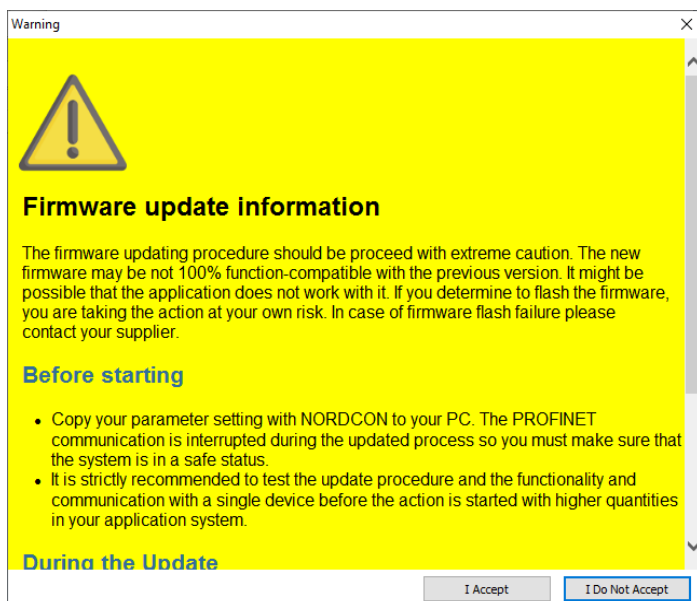 Warning
Firmware update information
The firmware updating procedure should be proceed with extreme caution. The new
firmware may be not 100% function-compatible with the previous version. It might be
possible that the application does not work with it. If you determine to flash the firmware,
you are taking the action at your own risk. In case of firmware flash failure please
contact your supplier.
Before starting
• Copy your parameter setting with NORDCON to your PC. The PROFINET
communication is interrupted during the updated process so you must make sure that
the system is in a safe status.
• It is strictly recommended to test the update procedure and the functionality and
communication with a single device before the action is started with higher quantities
in your application system.
During the Update
I Accept
I Do Not Accept